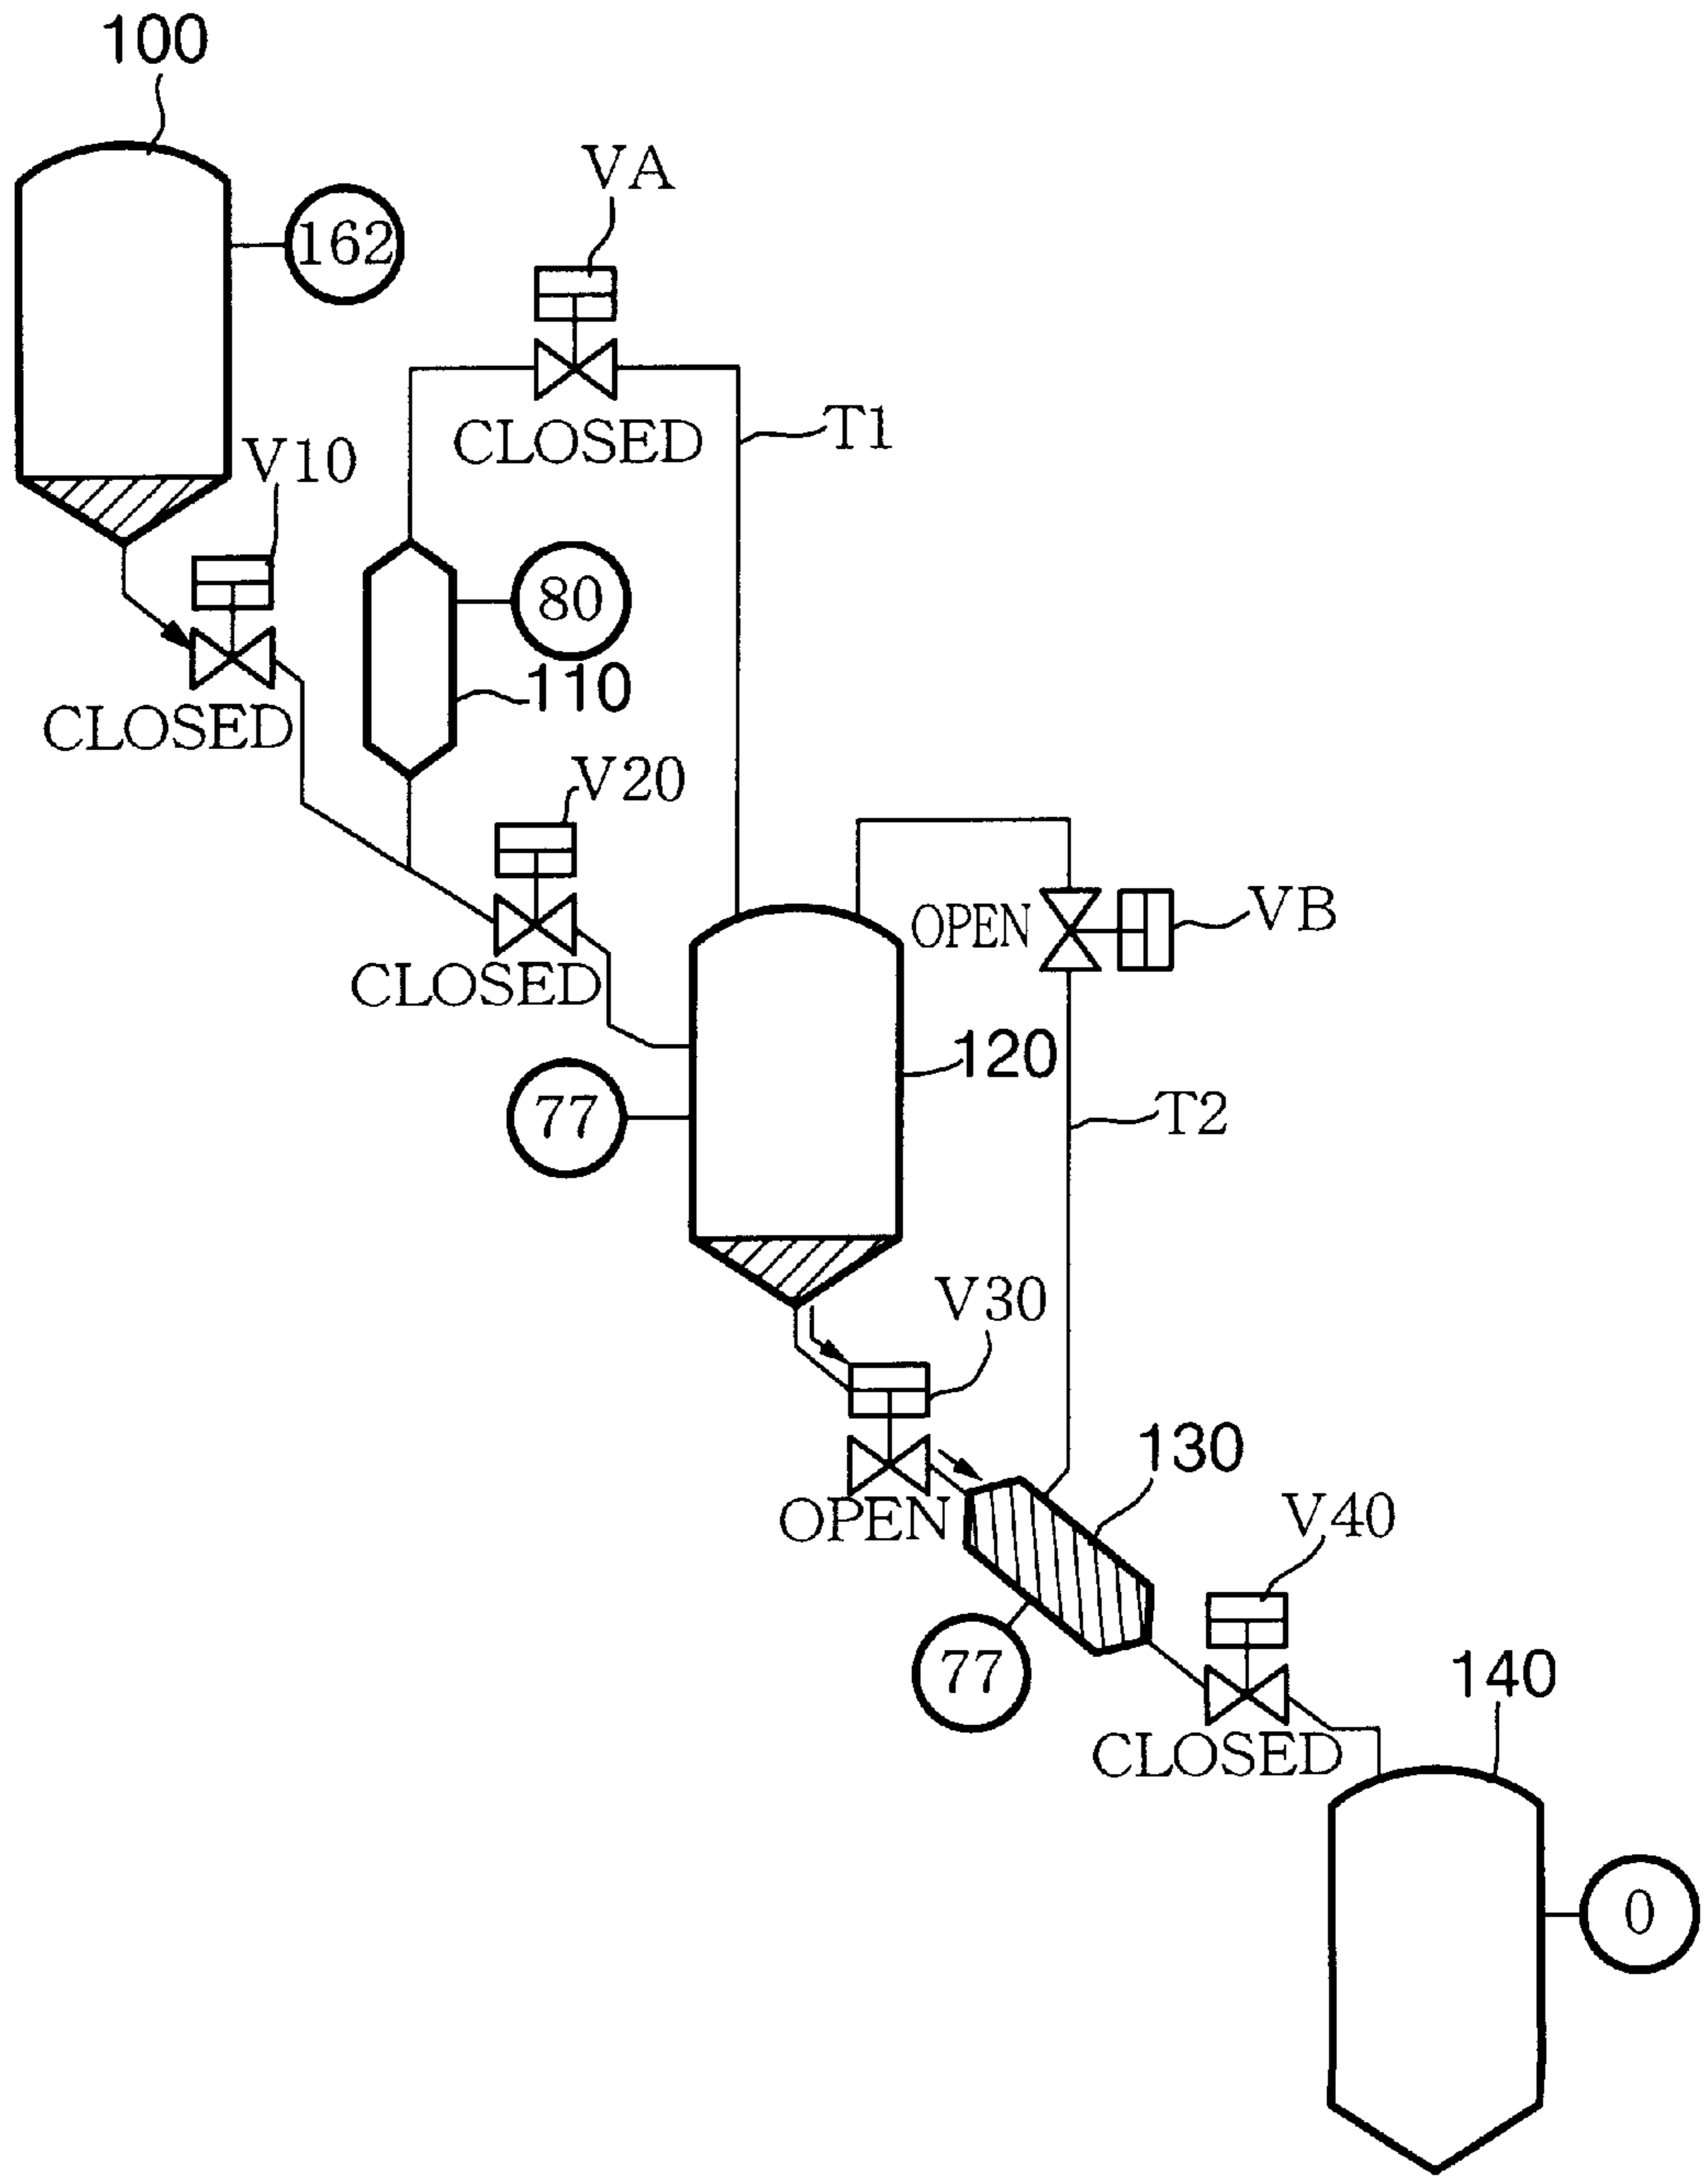 100
VA
162
T1
CLOSED
V10
80
110
CLOSED
V20
OPEN
VB
CLOSED
120
77
T2
V30
130
OPEN
V40
77
140
CLOSED
0